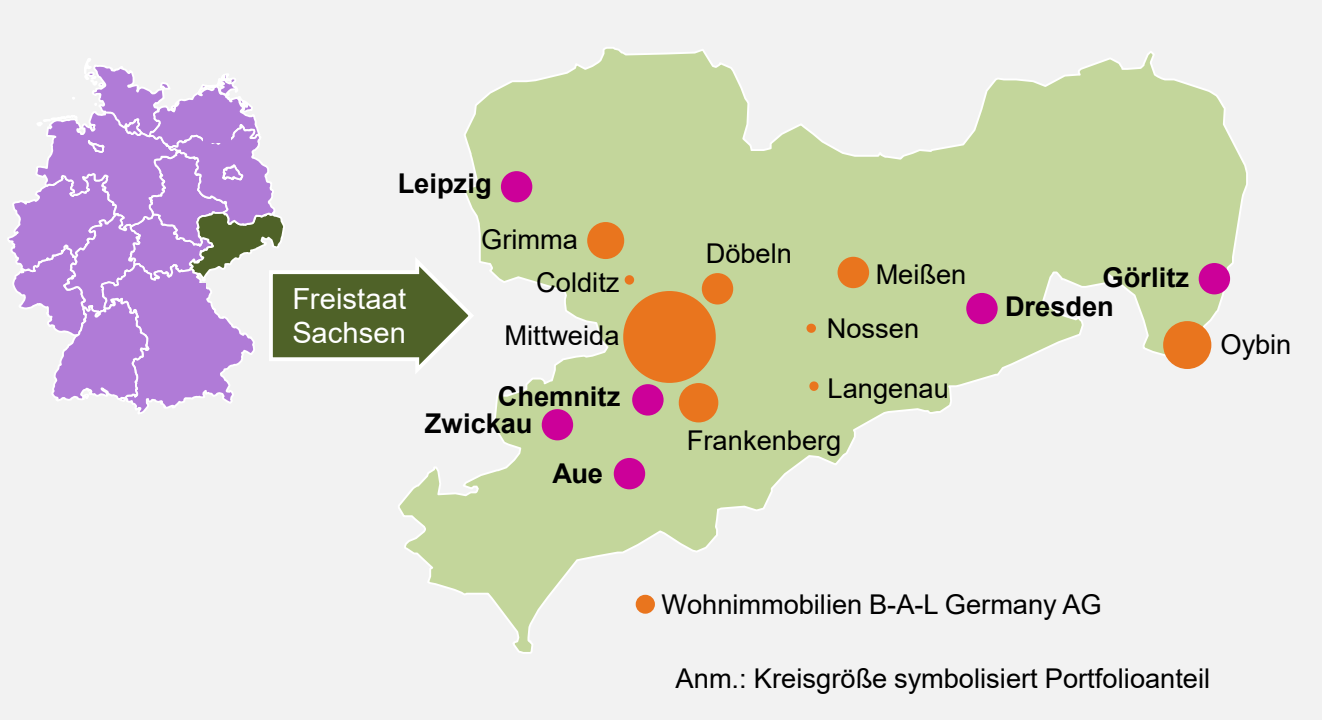 Leipzig
Grimma
Döbeln
Colditz
Meißen
Görlitz
Freistaat
Sachsen
Dresden
Mittweida
Nossen
Oybin
Chemnitz
Langenau
Zwickau
Frankenberg
Aue
Wohnimmobilien B-A-L Germany AG
Anm.: Kreisgröße symbolisiert Portfolioanteil